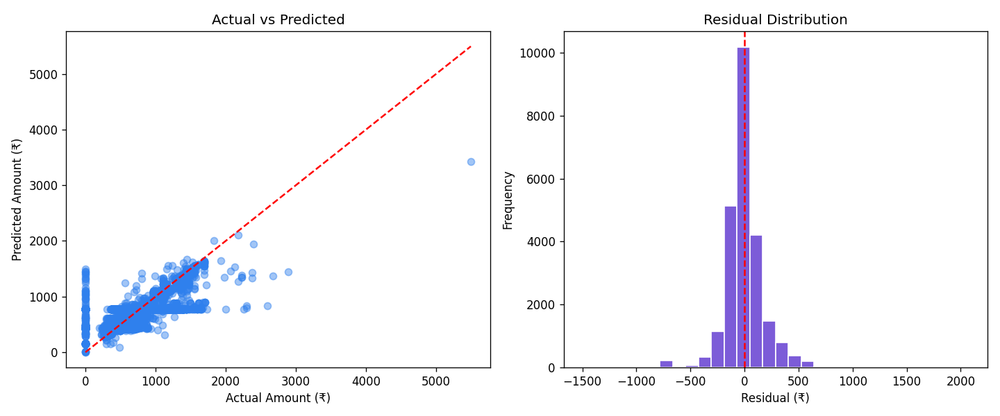 Actual vs Predicted
Predicted Amount (₹)
5000
4000
3000
2000
1000
0
0 1000 2000 3000 4000 5000
Actual Amount (₹)
Residual Distribution
Frequency
10000
8000
6000
4000
2000
0
−1500 −1000 −500 0 500 1000 1500 2000
Residual (₹)